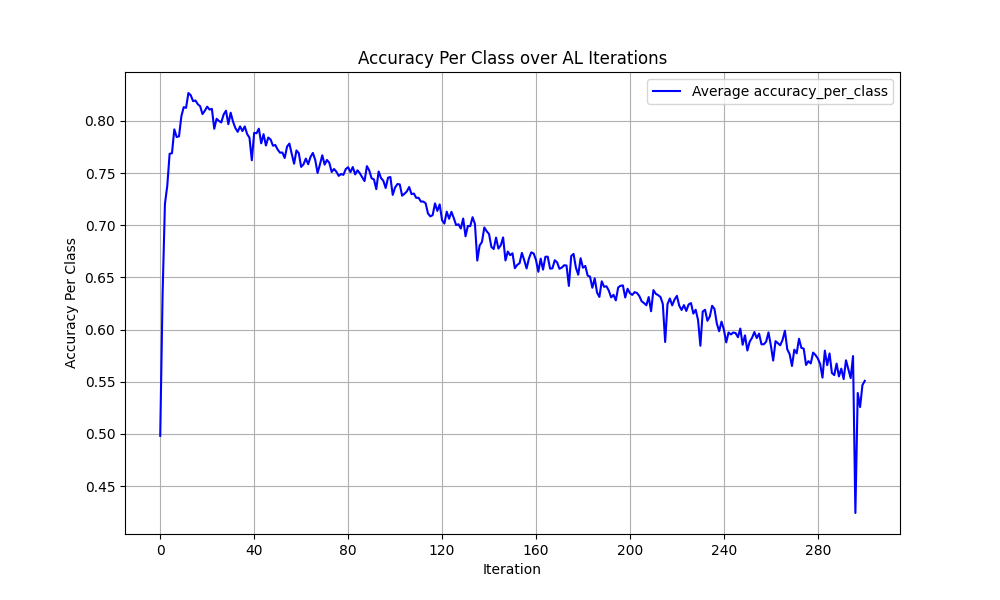 Accuracy Per Class over AL Iterations
Average accuracy_per_class
Accuracy Per Class
0.80
0.75
0.70
0.65
0.60
0.55
0.50
0.45
0 40 80 120 160 200 240 280
Iteration